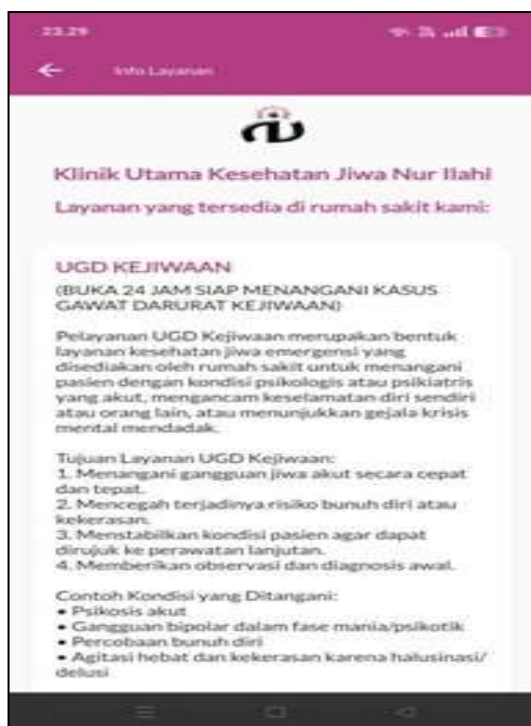 23.29
Info Layanan
Klinik Utama Kesehatan Jiwa Nur Ilahi
Layanan yang tersedia di rumah sakit kami:
UGD KEJIWAAN
(BUKA 24 JAM SIAP MENANGANI KASUS
GAWAT DARURAT KEJIWAAN)
Pelayanan UGD Kejiwaan merupakan bentuk
layanan kesehatan jiwa emergensi yang
disediakan oleh rumah sakit untuk menangani
pasien dengan kondisi psikologis atau psikiatris
yang akut, mengancam keselamatan diri sendiri
atau orang lain, atau menunjukkan gejala krisis
mental mendadak.
Tujuan Layanan UGD Kejiwaan:
1. Menangani gangguan jiwa akut secara cepat
dan tepat.
2. Mencegah terjadinya risiko bunuh diri atau
kekerasan.
3. Menstabilkan kondisi pasien agar dapat
dirujuk ke perawatan lanjutan.
4. Memberikan observasi dan diagnosis awal.
Contoh Kondisi yang Ditangani:
• Psikosis akut
• Gangguan bipolar dalam fase mania/psikotik
• Percobaan bunuh diri
• Agitasi hebat dan kekerasan karena halusinasi/
delusi